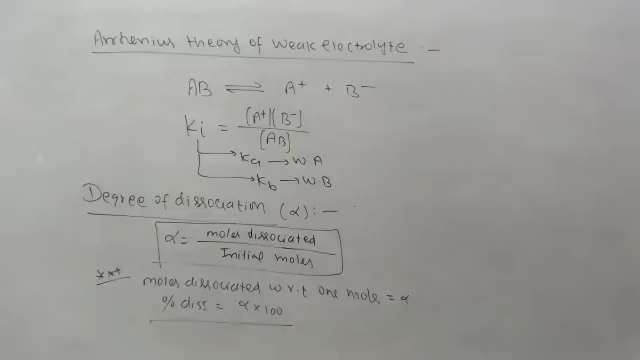 Arrhenius theory of weak electrolyte :-
AB ⇌ A+ + B-
Ki = [A+][B-] / [AB]
Ka → W A
Kb → W.B
Degree of dissociation (α) :-
α = moles dissociated / Initial moles
*** moles dissociated w.r.t one mole = α
% diss = α × 100